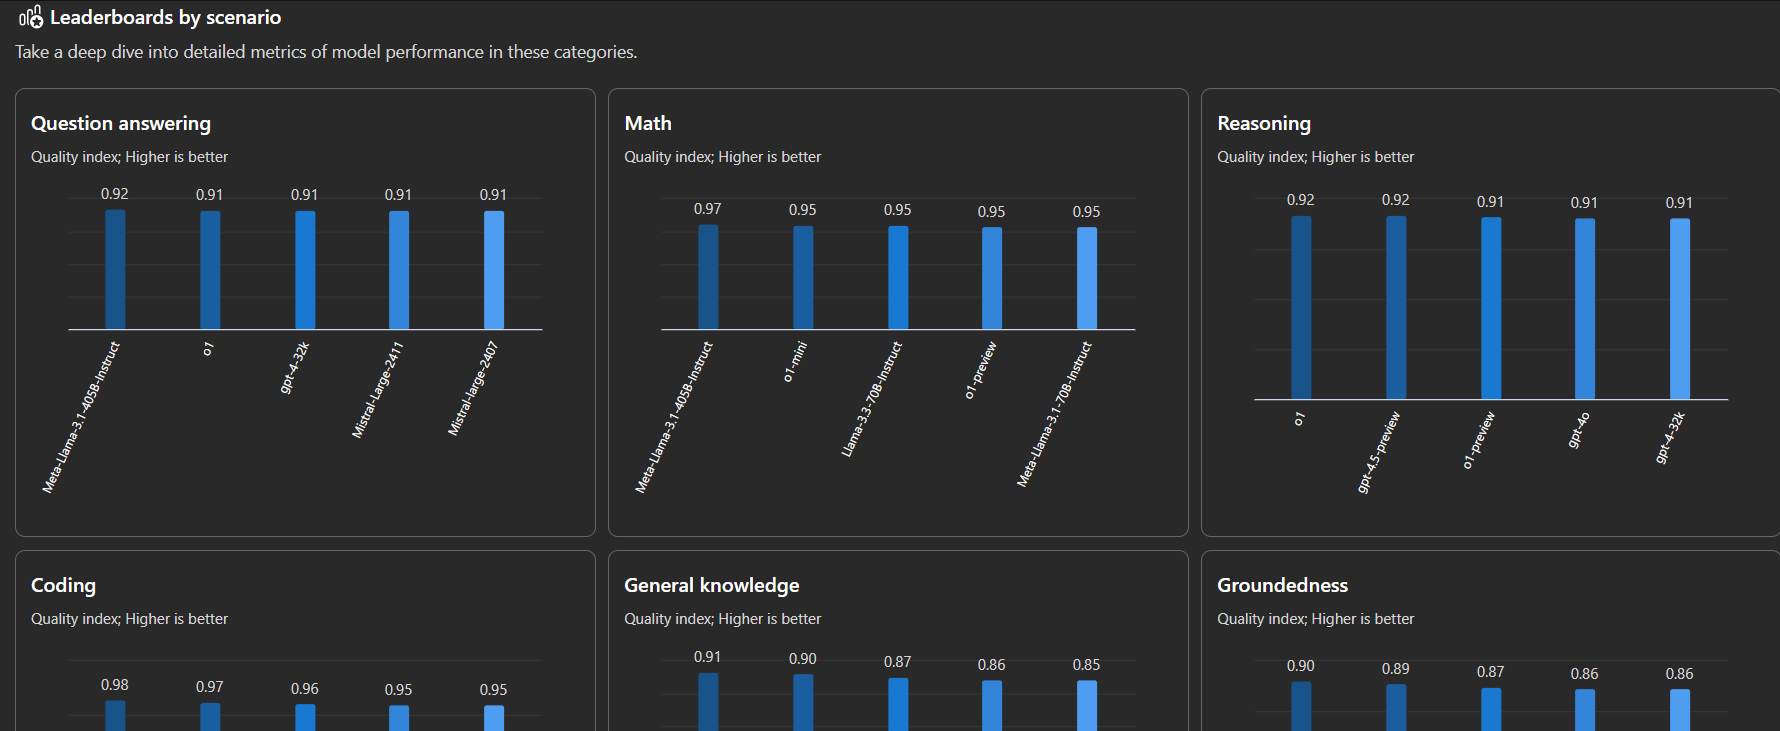 Leaderboards by scenario
Take a deep dive into detailed metrics of model performance in these categories.
Question answering
Quality index; Higher is better
0.92
0.91
0.91
0.91
0.91
Meta-Llama-3.1-405B-Instruct
o1
gpt-4-32k
Mistral-Large-2411
Mistral-large-2407
Math
Quality index; Higher is better
0.97
0.95
0.95
0.95
0.95
Meta-Llama-3.1-405B-Instruct
o1-mini
Llama-3.3-70B-Instruct
o1-preview
Meta-Llama-3.1-70B-Instruct
Reasoning
Quality index; Higher is better
0.92
0.92
0.91
0.91
0.91
o1
gpt-4.5-preview
o1-preview
gpt-4o
gpt-4-32k
Coding
Quality index; Higher is better
0.98
0.97
0.96
0.95
0.95
General knowledge
Quality index; Higher is better
0.91
0.90
0.87
0.86
0.85
Groundedness
Quality index; Higher is better
0.90
0.89
0.87
0.86
0.86